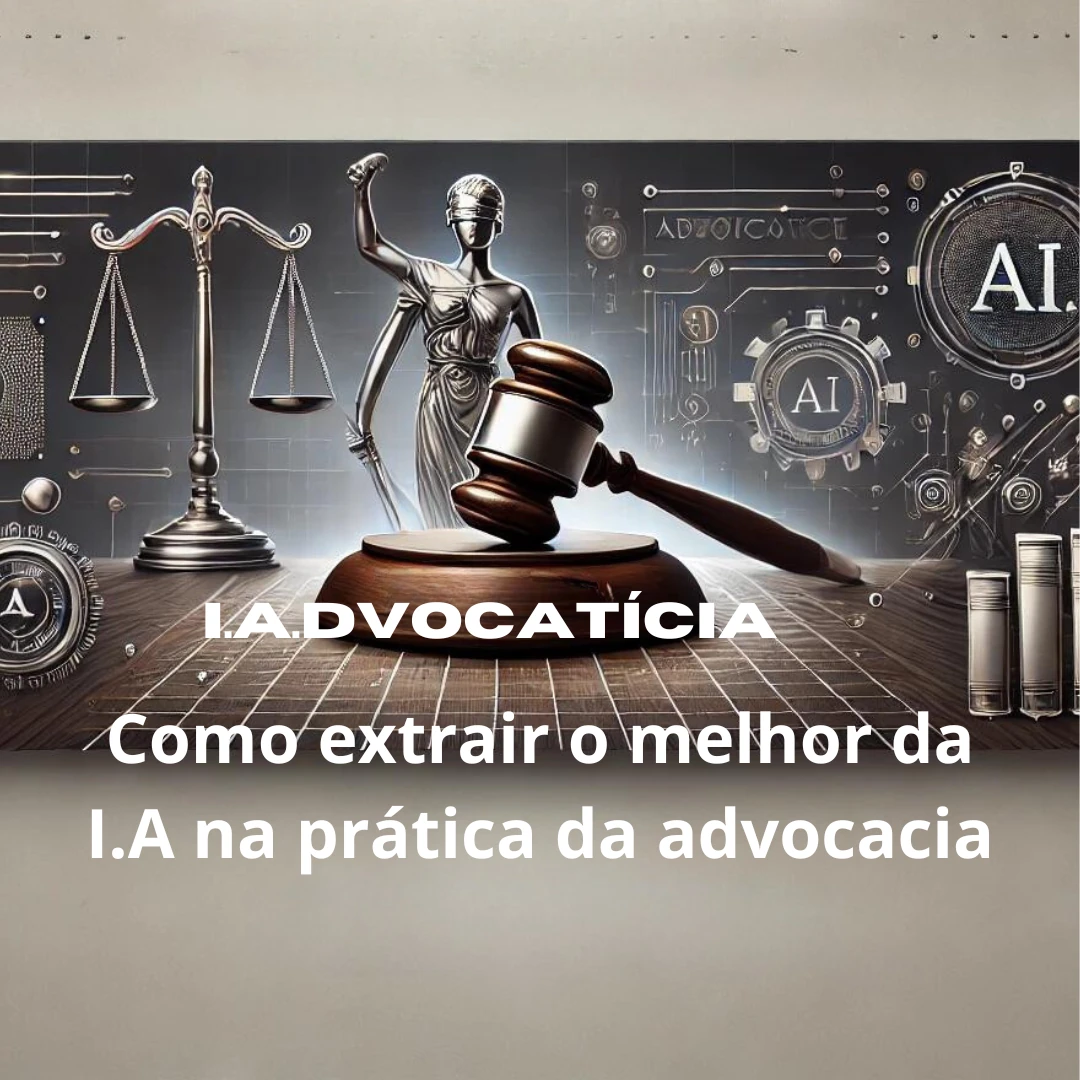 AI.
AI
I.A.DVOCATÍCIA
Como extrair o melhor da
I.A na prática da advocacia